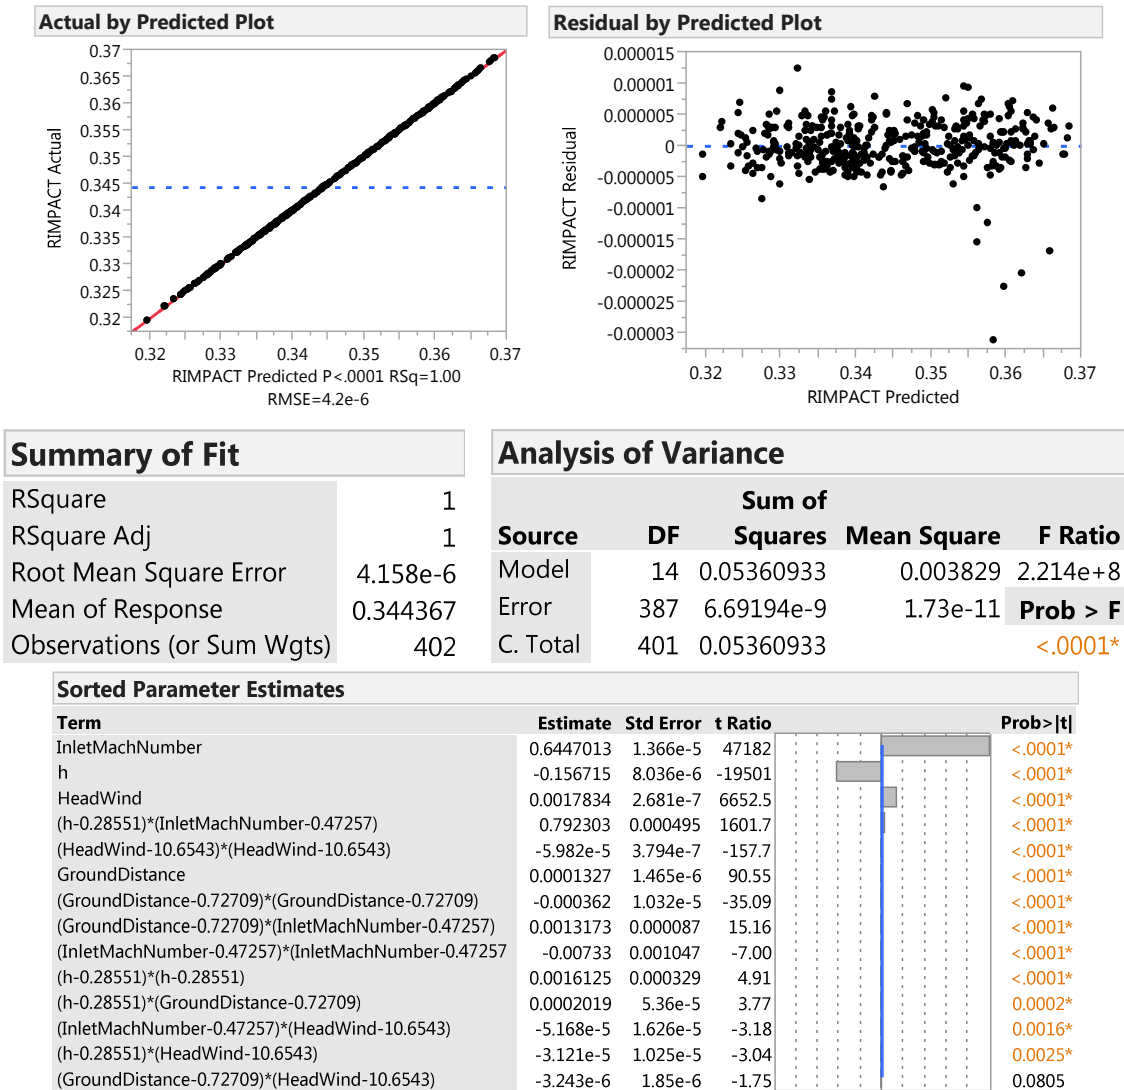 Actual by Predicted Plot
0.37
0.365
0.36
0.355
0.35
0.345
0.34
0.335
0.33
0.325
0.32
RIMPACT Actual
0.32 0.33 0.34 0.35 0.36 0.37
RIMPACT Predicted P<.0001 RSq=1.00
RMSE=4.2e-6
Residual by Predicted Plot
0.000015
0.00001
0.000005
0
-0.000005
-0.00001
-0.000015
-0.00002
-0.000025
-0.00003
RIMPACT Residual
0.32 0.33 0.34 0.35 0.36 0.37
RIMPACT Predicted
Summary of Fit
RSquare 1
RSquare Adj 1
Root Mean Square Error 4.158e-6
Mean of Response 0.344367
Observations (or Sum Wgts) 402
Analysis of Variance
Sum of
Source DF Squares Mean Square F Ratio
Model 14 0.05360933 0.003829 2.214e+8
Error 387 6.69194e-9 1.73e-11 Prob > F
C. Total 401 0.05360933 <.0001*
Sorted Parameter Estimates
Term Estimate Std Error t Ratio Prob>|t|
InletMachNumber 0.6447013 1.366e-5 47182 <.0001*
h -0.156715 8.036e-6 -19501 <.0001*
HeadWind 0.0017834 2.681e-7 6652.5 <.0001*
(h-0.28551)*(InletMachNumber-0.47257) 0.792303 0.000495 1601.7 <.0001*
(HeadWind-10.6543)*(HeadWind-10.6543) -5.982e-5 3.794e-7 -157.7 <.0001*
GroundDistance 0.0001327 1.465e-6 90.55 <.0001*
(GroundDistance-0.72709)*(GroundDistance-0.72709) -0.000362 1.032e-5 -35.09 <.0001*
(GroundDistance-0.72709)*(InletMachNumber-0.47257) 0.0013173 0.000087 15.16 <.0001*
(InletMachNumber-0.47257)*(InletMachNumber-0.47257 -0.00733 0.001047 -7.00 <.0001*
(h-0.28551)*(h-0.28551) 0.0016125 0.000329 4.91 <.0001*
(h-0.28551)*(GroundDistance-0.72709) 0.0002019 5.36e-5 3.77 0.0002*
(InletMachNumber-0.47257)*(HeadWind-10.6543) -5.168e-5 1.626e-5 -3.18 0.0016*
(h-0.28551)*(HeadWind-10.6543) -3.121e-5 1.025e-5 -3.04 0.0025*
(GroundDistance-0.72709)*(HeadWind-10.6543) -3.243e-6 1.85e-6 -1.75 0.0805